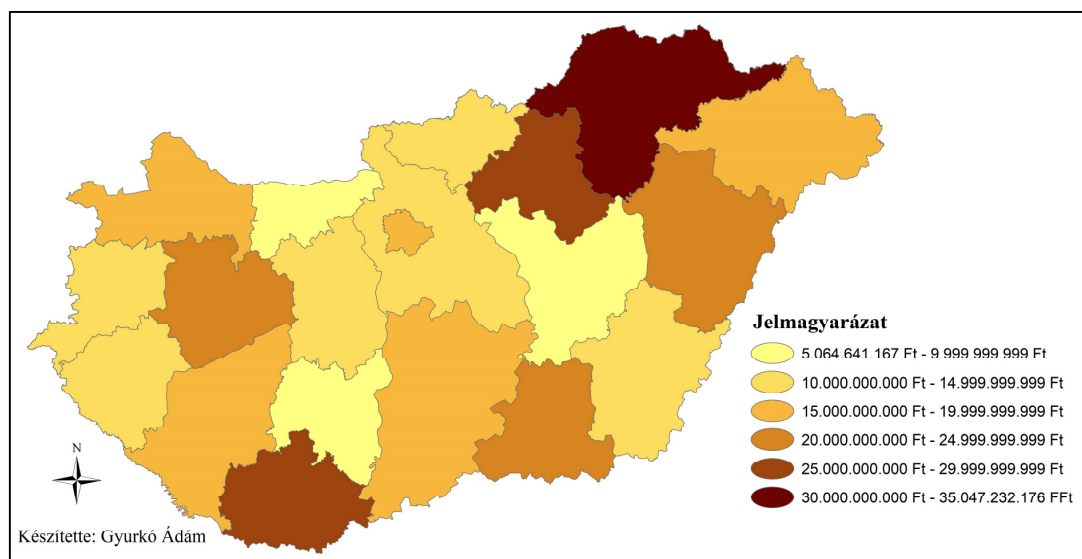 Jelmagyarázat
5.064.641.167 Ft - 9.999.999.999 Ft
10.000.000.000 Ft - 14.999.999.999 Ft
15.000.000.000 Ft - 19.999.999.999 Ft
20.000.000.000 Ft - 24.999.999.999 Ft
25.000.000.000 Ft - 29.999.999.999 Ft
30.000.000.000 Ft - 35.047.232.176 FFt
N
Készítette: Gyurkó Ádám